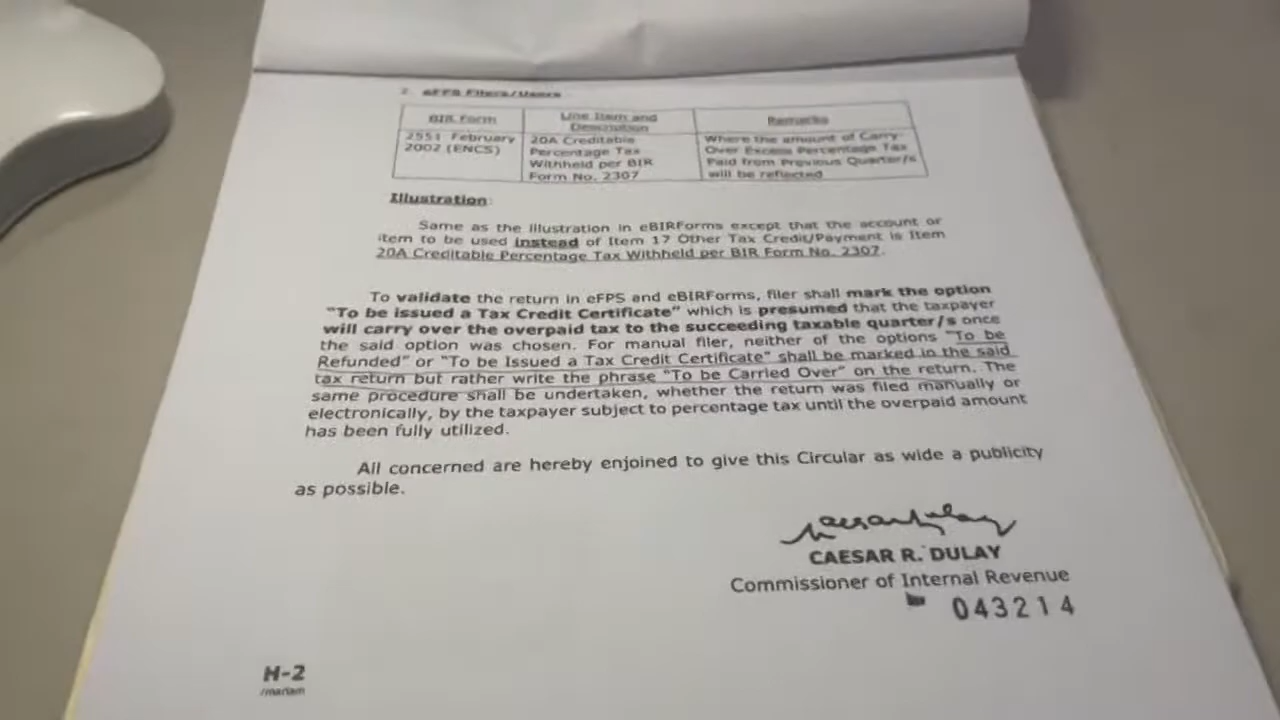 2. eFPS Filers/Users
BIR Form
Line Item and Description
Remarks
2551 February
2002 (ENCS)
20A Creditable
Percentage Tax
Withheld per BIR
Form No. 2307
Where the amount of Carry
Over Excess Percentage Tax
Paid from Previous Quarter/s
will be reflected
Illustration:
Same as the illustration in eBIRForms except that the account or
item to be used instead of Item 17 Other Tax Credit/Payment is Item
20A Creditable Percentage Tax Withheld per BIR Form No. 2307.
To validate the return in eFPS and eBIRForms, filer shall mark the option
"To be issued a Tax Credit Certificate" which is presumed that the taxpayer
will carry over the overpaid tax to the succeeding taxable quarter/s once
the said option was chosen. For manual filer, neither of the options "To be
Refunded" or "To be Issued a Tax Credit Certificate" shall be marked in the said
tax return but rather write the phrase "To be Carried Over" on the return. The
same procedure shall be undertaken, whether the return was filed manually or
electronically, by the taxpayer subject to percentage tax until the overpaid amount
has been fully utilized.
All concerned are hereby enjoined to give this Circular as wide a publicity
as possible.
CAESAR R. DULAY
Commissioner of Internal Revenue
043214
H-2
/mariam